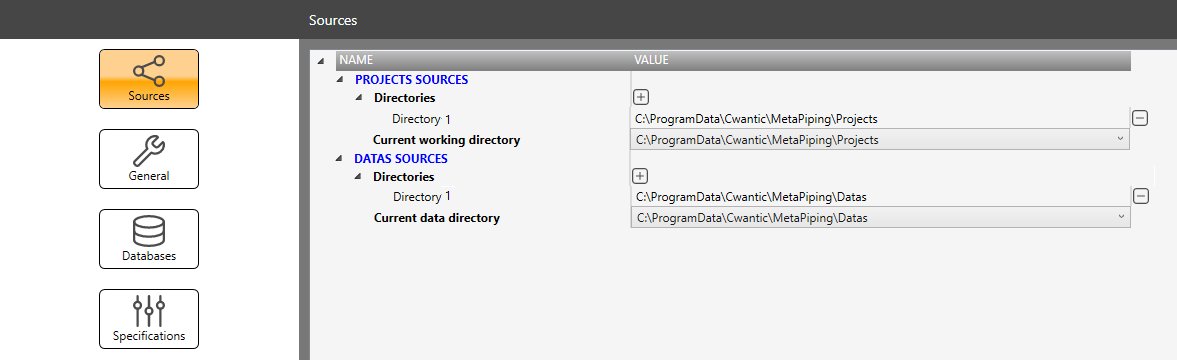 Sources
Sources
General
Databases
Specifications
NAME VALUE
PROJECTS SOURCES
Directories
Directory 1 C:\ProgramData\Cwantic\MetaPiping\Projects
Current working directory C:\ProgramData\Cwantic\MetaPiping\Projects
DATAS SOURCES
Directories
Directory 1 C:\ProgramData\Cwantic\MetaPiping\Datas
Current data directory C:\ProgramData\Cwantic\MetaPiping\Datas